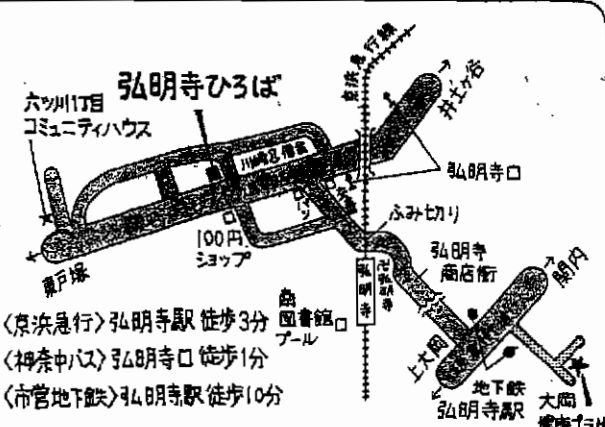 京浜急行線
弘明寺ひろば
井土ヶ谷
六ツ川1丁目
コミュニティハウス
弘明寺口
ふみ切り
100円
ショップ
弘明寺
商店街
東戸塚
関内
弘明寺
卍弘明寺
図書館
プール
上大岡
地下鉄
弘明寺駅
大岡
〈京浜急行〉弘明寺駅 徒歩3分
〈神奈中バス〉弘明寺口 徒歩1分
〈市営地下鉄〉弘明寺駅 徒歩10分